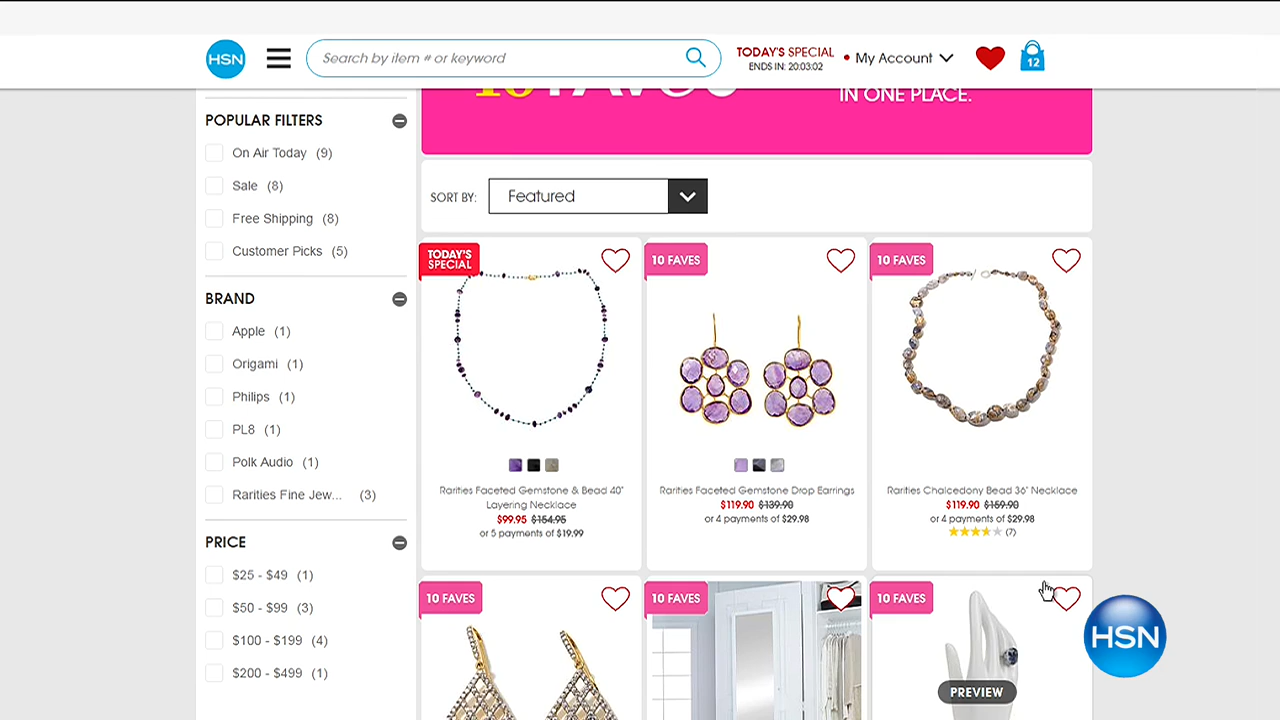 HSN
Search by item # or keyword
TODAY'S SPECIAL
ENDS IN: 20:03:02
My Account
12
IN ONE PLACE.
POPULAR FILTERS
On Air Today (9)
Sale (8)
Free Shipping (8)
Customer Picks (5)
BRAND
Apple (1)
Origami (1)
Philips (1)
PL8 (1)
Polk Audio (1)
Rarities Fine Jew... (3)
PRICE
$25 - $49 (1)
$50 - $99 (3)
$100 - $199 (4)
$200 - $499 (1)
SORT BY: Featured
TODAY'S
SPECIAL
Rarities Faceted Gemstone & Bead 40"
Layering Necklace
$99.95 $154.95
or 5 payments of $19.99
10 FAVES
Rarities Faceted Gemstone Drop Earrings
$119.90 $139.90
or 4 payments of $29.98
10 FAVES
Rarities Chalcedony Bead 36" Necklace
$119.90 $159.90
or 4 payments of $29.98
(7)
10 FAVES
10 FAVES
10 FAVES
PREVIEW
HSN